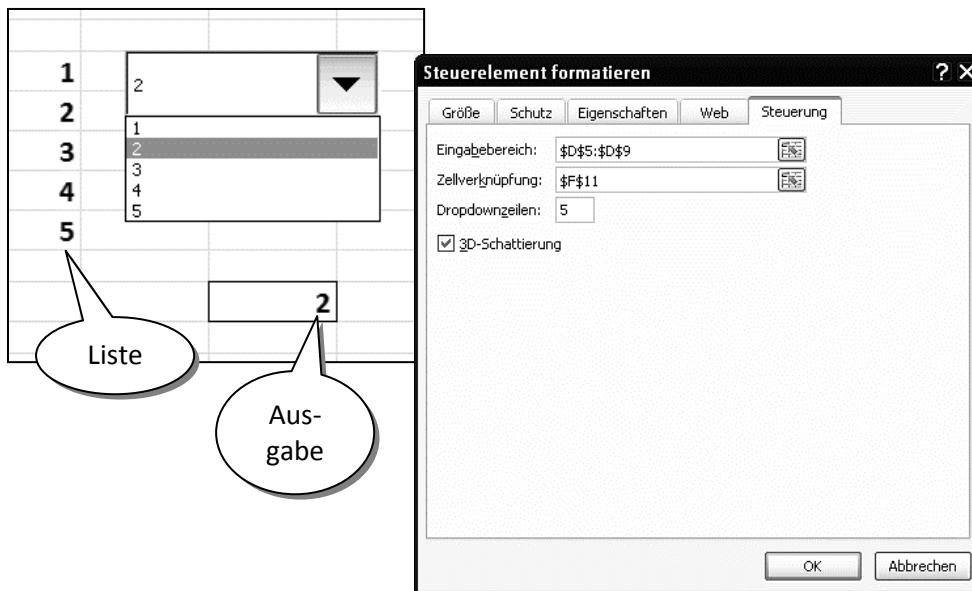 1
2
3
4
5
2
1
2
3
4
5
2
Liste
Aus-
gabe
Steuerelement formatieren
Größe Schutz Eigenschaften Web Steuerung
Eingabebereich: $D$5:$D$9
Zellverknüpfung: $F$11
Dropdownzeilen: 5
3D-Schattierung
OK Abbrechen